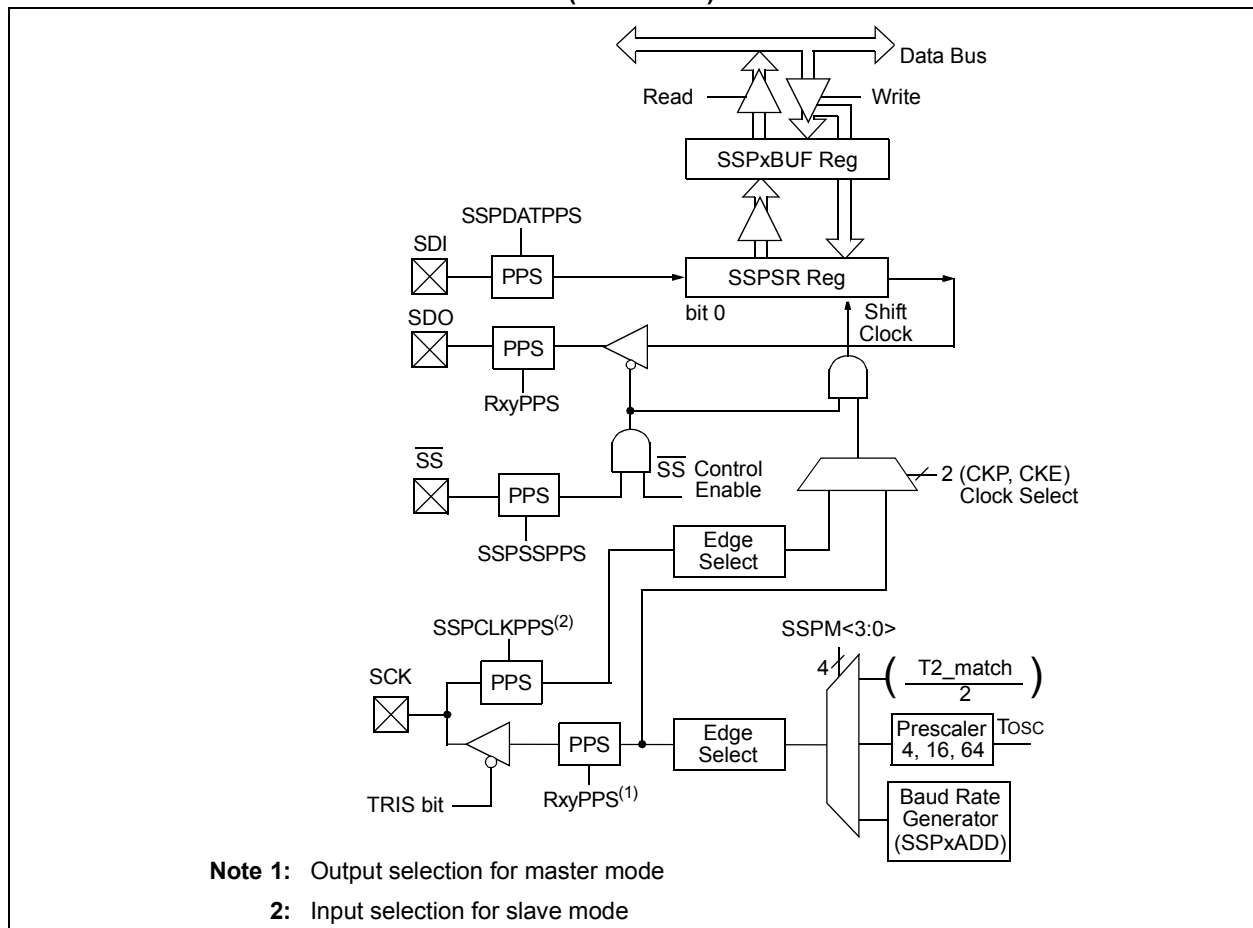 Data Bus
Read
Write
SSPxBUF Reg
SSPDATPPS
SDI
PPS
SSPSR Reg
bit 0
Shift
Clock
SDO
PPS
RxyPPS
SS
PPS
SS Control
Enable
2 (CKP, CKE)
Clock Select
SSPSSPPS
Edge
Select
SSPCLKPPS(2)
SSPM<3:0>
4
SCK
PPS
( T2_match
2 )
Edge
Select
PPS
Prescaler
4, 16, 64
TOSC
TRIS bit
RxyPPS(1)
Baud Rate
Generator
(SSPxADD)
Note 1: Output selection for master mode
2: Input selection for slave mode